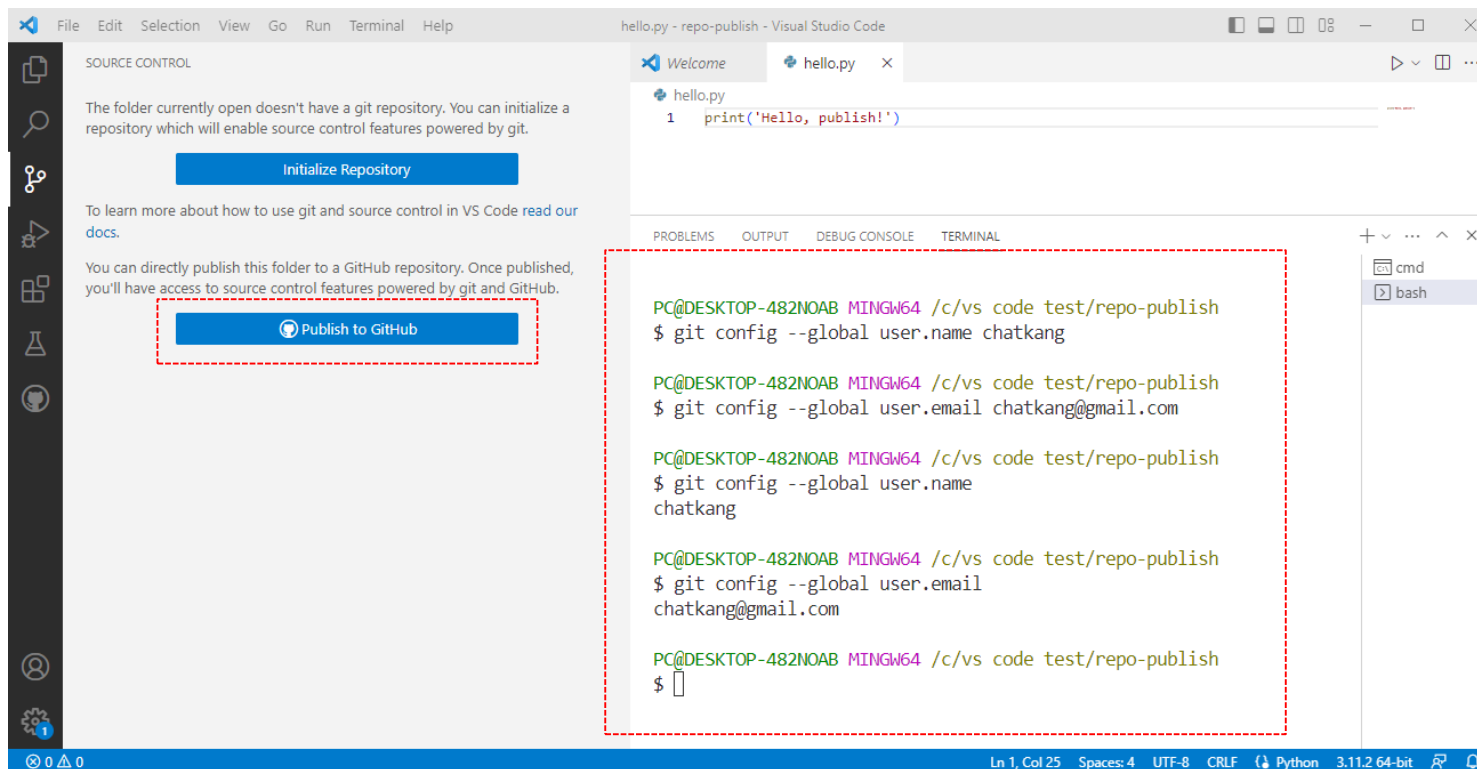 File Edit Selection View Go Run Terminal Help
hello.py - repo-publish - Visual Studio Code
SOURCE CONTROL
The folder currently open doesn't have a git repository. You can initialize a
repository which will enable source control features powered by git.
Initialize Repository
To learn more about how to use git and source control in VS Code read our
docs.
You can directly publish this folder to a GitHub repository. Once published,
you'll have access to source control features powered by git and GitHub.
Publish to GitHub
1
Welcome hello.py
hello.py
1 print('Hello, publish!')
PROBLEMS OUTPUT DEBUG CONSOLE TERMINAL
PC@DESKTOP-482NOAB MINGW64 /c/vs code test/repo-publish
$ git config --global user.name chatkang
PC@DESKTOP-482NOAB MINGW64 /c/vs code test/repo-publish
$ git config --global user.email chatkang@gmail.com
PC@DESKTOP-482NOAB MINGW64 /c/vs code test/repo-publish
$ git config --global user.name
chatkang
PC@DESKTOP-482NOAB MINGW64 /c/vs code test/repo-publish
$ git config --global user.email
chatkang@gmail.com
PC@DESKTOP-482NOAB MINGW64 /c/vs code test/repo-publish
$
cmd
bash
0 0
Ln 1, Col 25 Spaces: 4 UTF-8 CRLF Python 3.11.2 64-bit